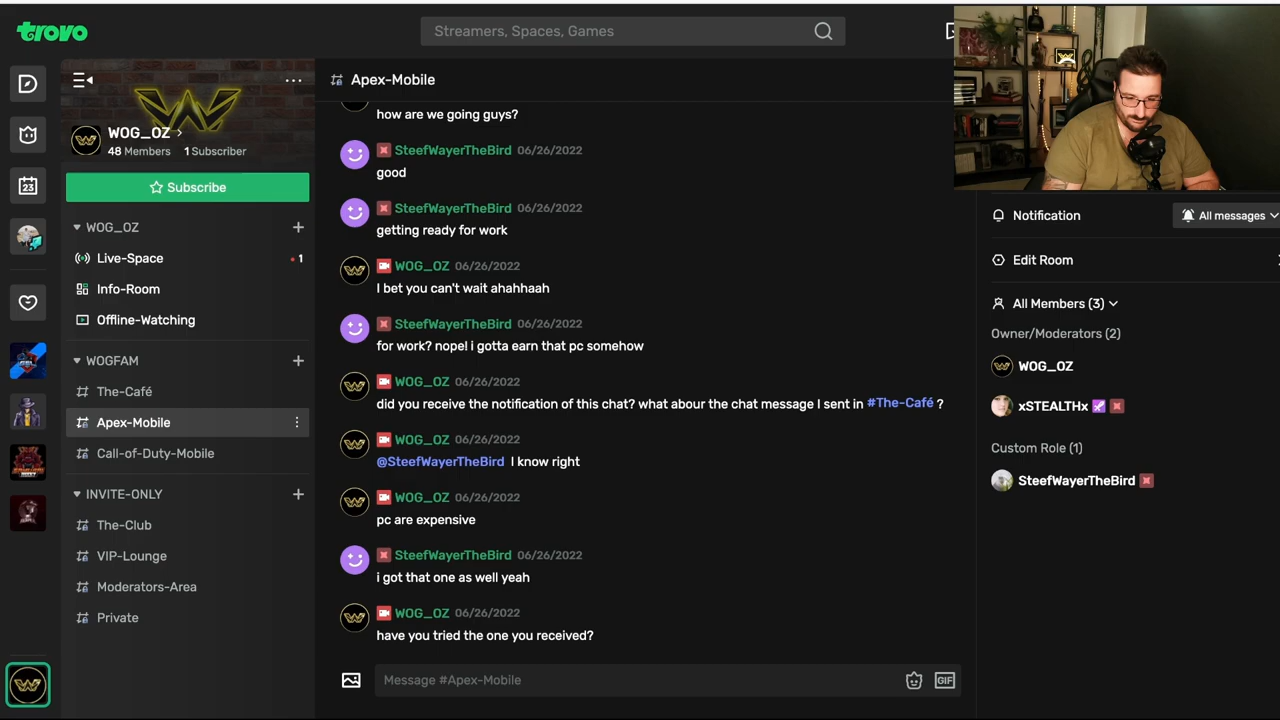 trovo
Streamers, Spaces, Games
23
WOG_OZ >
48 Members 1 Subscriber
Subscribe
WOG_OZ
Live-Space
1
Info-Room
Offline-Watching
WOGFAM
The-Café
Apex-Mobile
Call-of-Duty-Mobile
INVITE-ONLY
The-Club
VIP-Lounge
Moderators-Area
Private
Apex-Mobile
how are we going guys?
SteefWayerTheBird 06/26/2022
good
SteefWayerTheBird 06/26/2022
getting ready for work
WOG_OZ 06/26/2022
I bet you can't wait ahahhaah
SteefWayerTheBird 06/26/2022
for work? nope! i gotta earn that pc somehow
WOG_OZ 06/26/2022
did you receive the notification of this chat? what abour the chat message I sent in #The-Café ?
WOG_OZ 06/26/2022
@SteefWayerTheBird I know right
WOG_OZ 06/26/2022
pc are expensive
SteefWayerTheBird 06/26/2022
i got that one as well yeah
WOG_OZ 06/26/2022
have you tried the one you received?
Message #Apex-Mobile
GIF
Notification
All messages
Edit Room
All Members (3)
Owner/Moderators (2)
WOG_OZ
xSTEALTHx
Custom Role (1)
SteefWayerTheBird